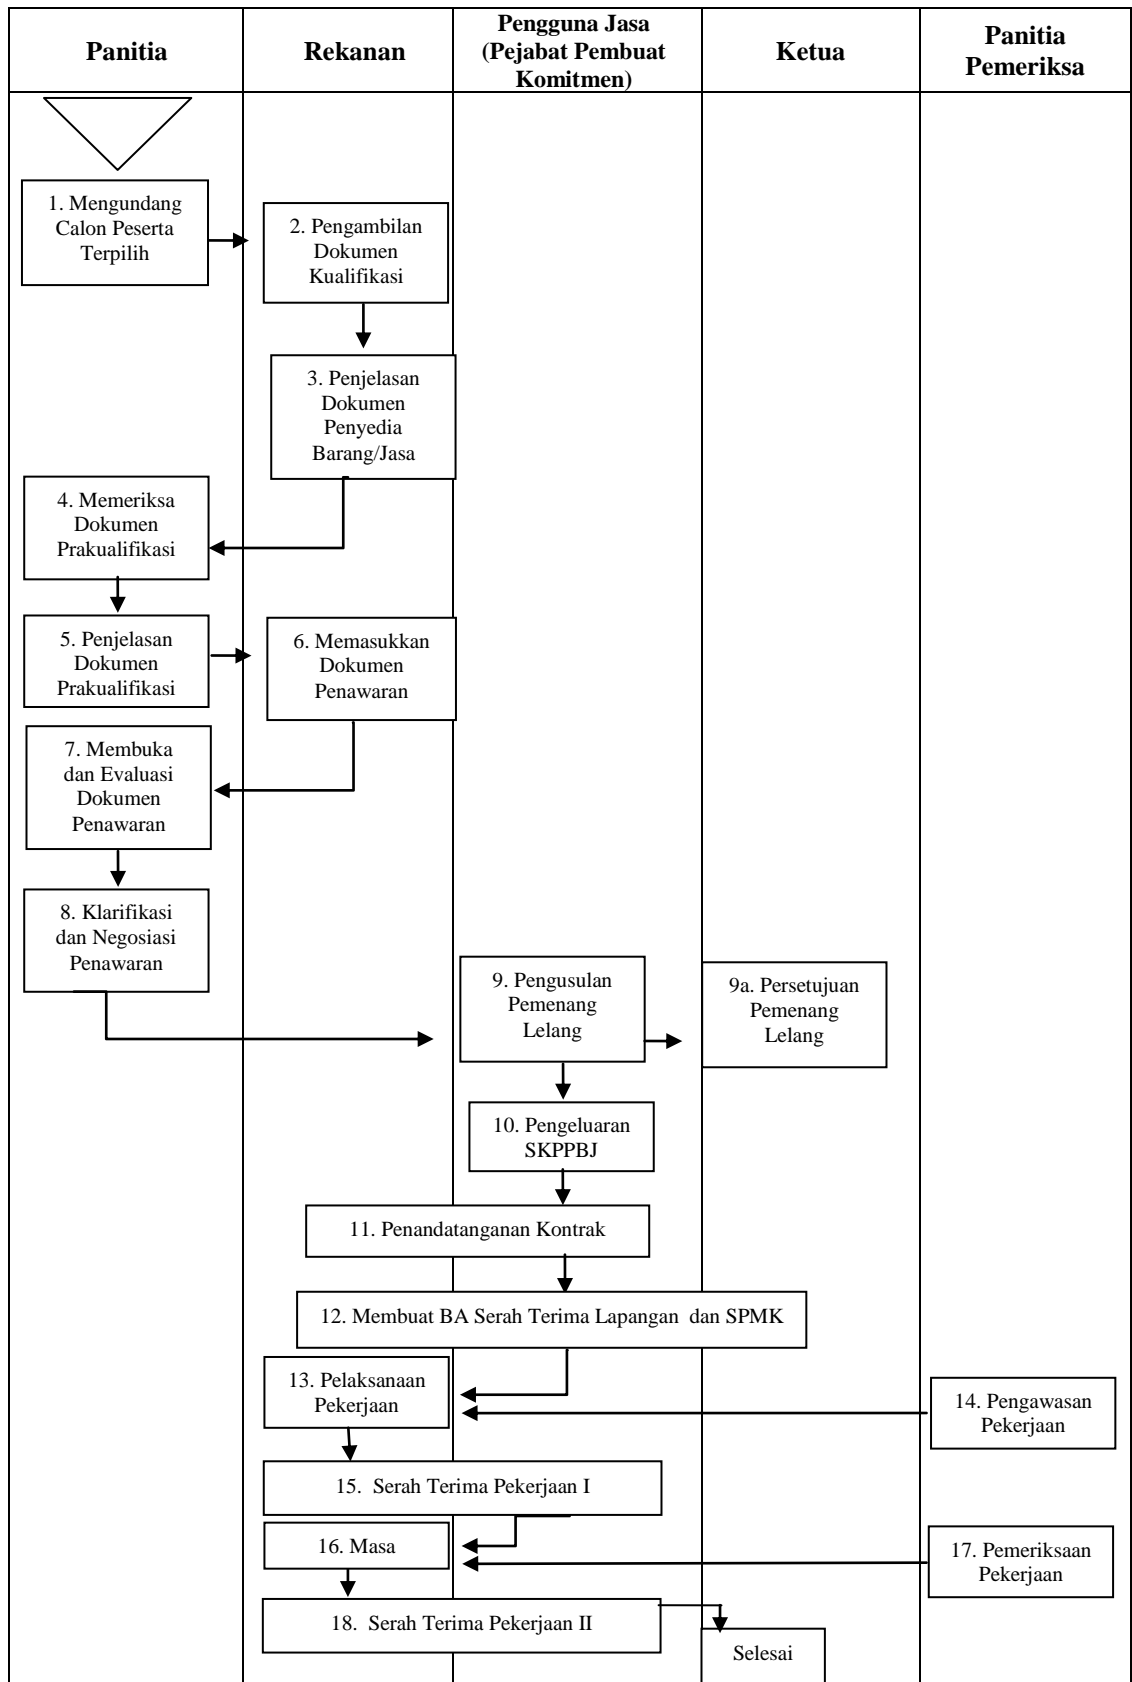 Panitia
Rekanan
Pengguna Jasa
(Pejabat Pembuat
Komitmen)
Ketua
Panitia
Pemeriksa
1. Mengundang
Calon Peserta
Terpilih
2. Pengambilan
Dokumen
Kualifikasi
3. Penjelasan
Dokumen
Penyedia
Barang/Jasa
4. Memeriksa
Dokumen
Prakualifikasi
5. Penjelasan
Dokumen
Prakualifikasi
6. Memasukkan
Dokumen
Penawaran
7. Membuka
dan Evaluasi
Dokumen
Penawaran
8. Klarifikasi
dan Negosiasi
Penawaran
9. Pengusulan
Pemenang
Lelang
9a. Persetujuan
Pemenang
Lelang
10. Pengeluaran
SKPPBJ
11. Penandatanganan Kontrak
12. Membuat BA Serah Terima Lapangan dan SPMK
13. Pelaksanaan
Pekerjaan
14. Pengawasan
Pekerjaan
15. Serah Terima Pekerjaan I
16. Masa
17. Pemeriksaan
Pekerjaan
18. Serah Terima Pekerjaan II
Selesai